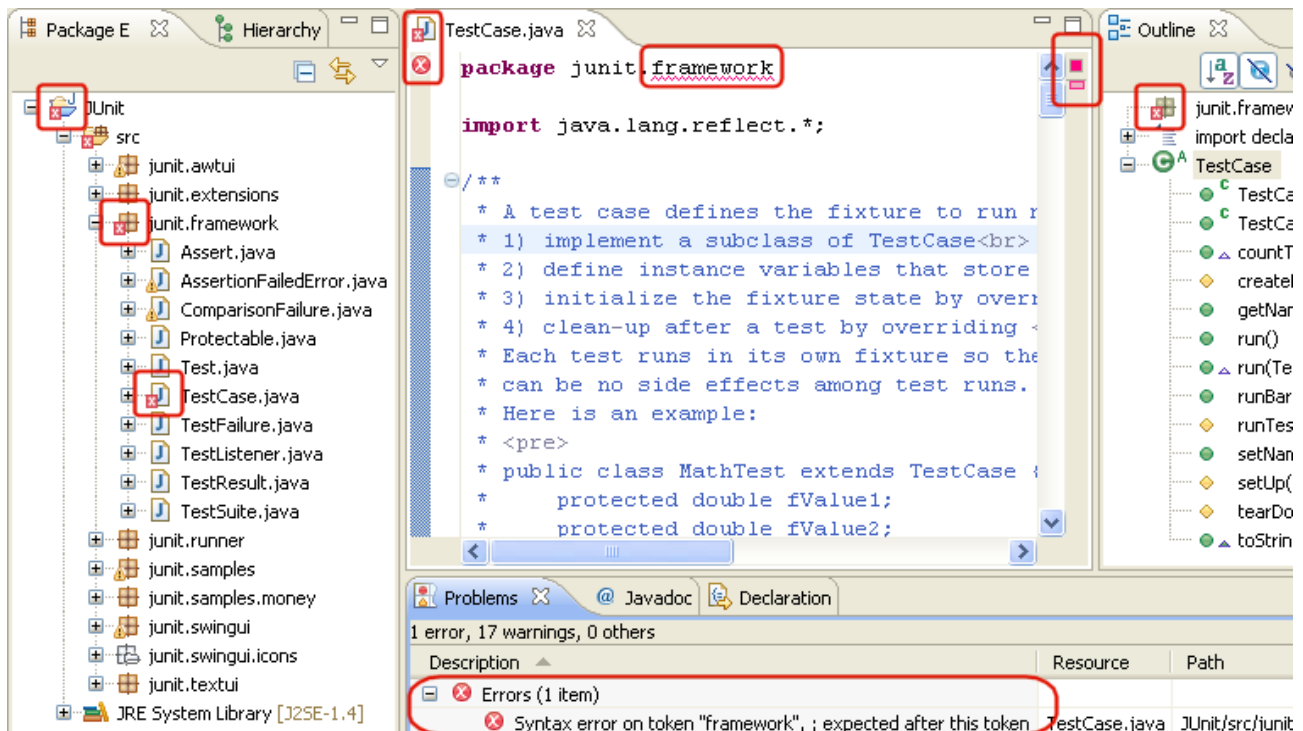 Package E
Hierarchy
JUnit
src
junit.awtui
junit.extensions
junit.framework
Assert.java
AssertionFailedError.java
ComparisonFailure.java
Protectable.java
Test.java
TestCase.java
TestFailure.java
TestListener.java
TestResult.java
TestSuite.java
junit.runner
junit.samples
junit.samples.money
junit.swingui
junit.swingui.icons
junit.textui
JRE System Library [J2SE-1.4]
TestCase.java
package junit.framework
import java.lang.reflect.*;
/**
* A test case defines the fixture to run
* 1) implement a subclass of TestCase<br>
* 2) define instance variables that store
* 3) initialize the fixture state by overr
* 4) clean-up after a test by overriding <
* Each test runs in its own fixture so the
* can be no side effects among test runs.
* Here is an example:
* <pre>
* public class MathTest extends TestCase {
* protected double fValue1;
* protected double fValue2;
Outline
junit.framew
import decla
TestCase
TestCa
TestCa
countT
create
getNam
run()
run(Te
runBar
runTes
setNam
setUp(
tearDo
toStrin
Problems
@ Javadoc
Declaration
1 error, 17 warnings, 0 others
Description Resource Path
Errors (1 item)
Syntax error on token "framework", ; expected after this token TestCase.java JUnit/src/junit